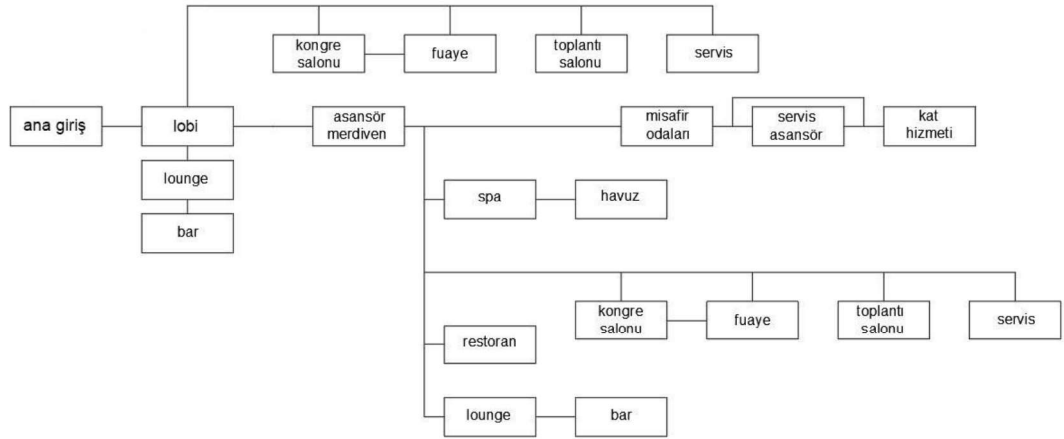 kongre
salonu
fuaye
toplantı
salonu
servis
ana giriş
lobi
asansör
merdiven
misafir
odaları
servis
asansör
kat
hizmeti
lounge
bar
spa
havuz
kongre
salonu
fuaye
toplantı
salonu
servis
restoran
lounge
bar